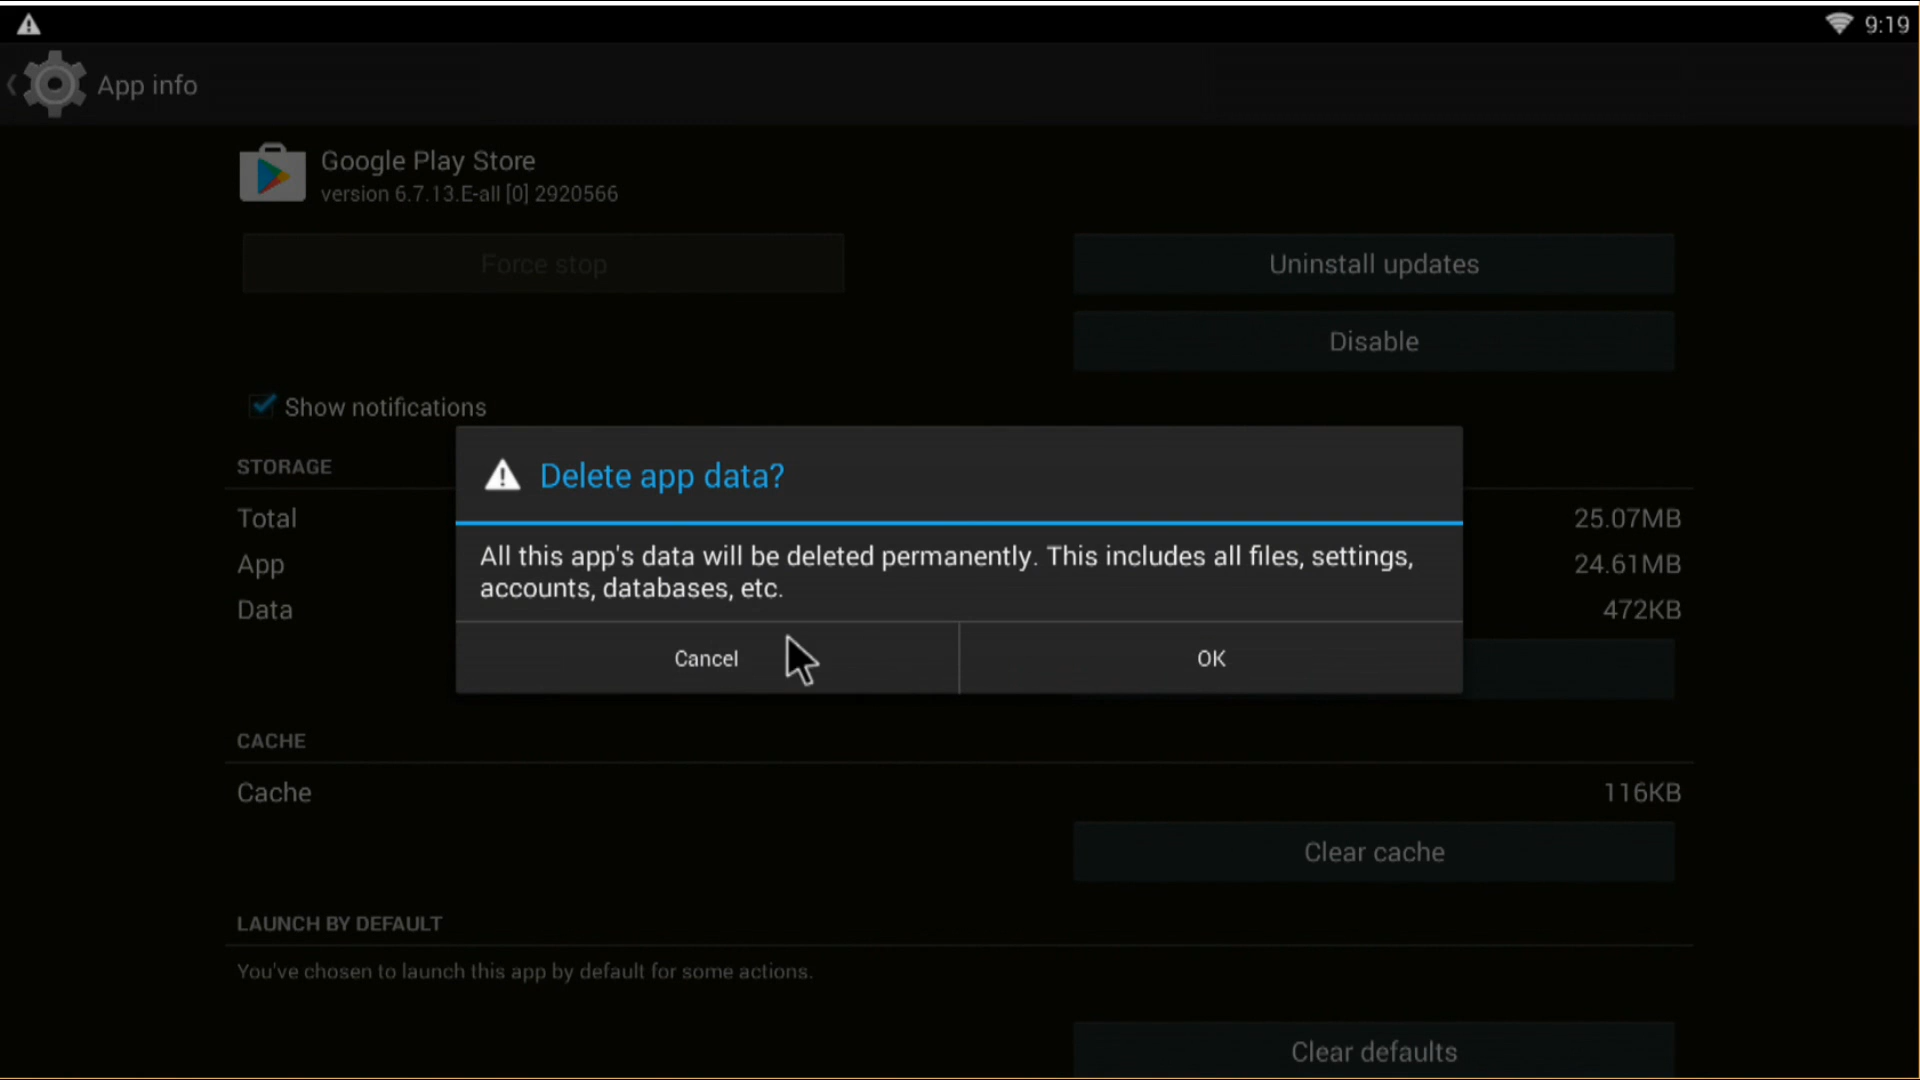 9:19
App info
Google Play Store
version 6.7.13.E-all [0] 2920566
Force stop
Uninstall updates
Disable
Show notifications
STORAGE
Total
25.07MB
App
24.61MB
Data
472KB
Delete app data?
All this app's data will be deleted permanently. This includes all files, settings,
accounts, databases, etc.
Cancel
OK
CACHE
Cache
116KB
Clear cache
LAUNCH BY DEFAULT
You've chosen to launch this app by default for some actions.
Clear defaults